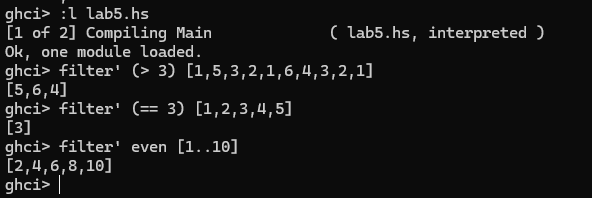 ghci> :l lab5.hs
[1 of 2] Compiling Main             ( lab5.hs, interpreted )
Ok, one module loaded.
ghci> filter' (> 3) [1,5,3,2,1,6,4,3,2,1]
[5,6,4]
ghci> filter' (== 3) [1,2,3,4,5]
[3]
ghci> filter' even [1..10]
[2,4,6,8,10]
ghci>